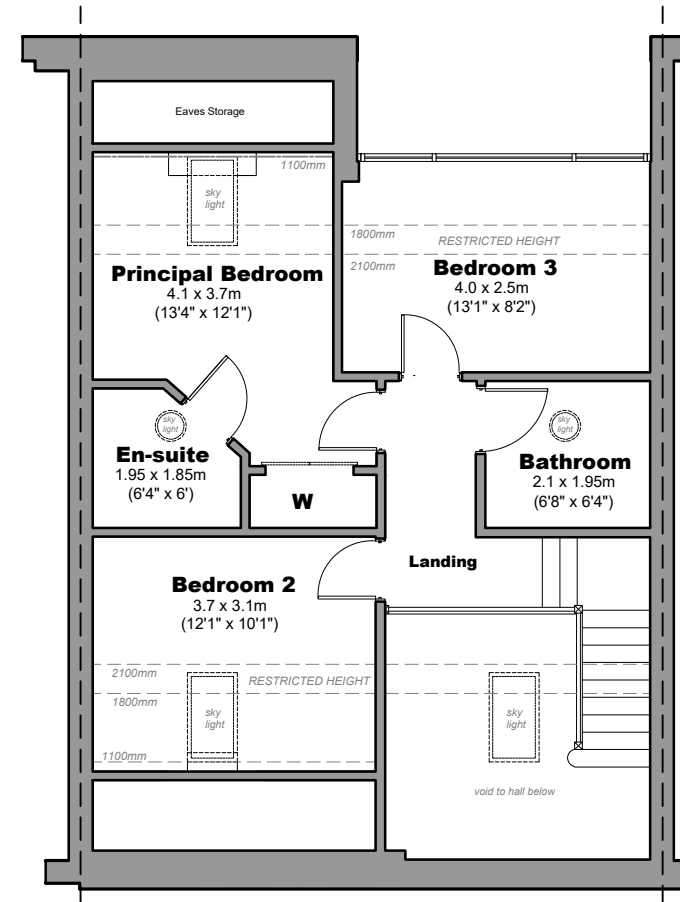 Eaves Storage
1100mm
sky
light
1800mm
RESTRICTED HEIGHT
2100mm
Principal Bedroom
4.1 x 3.7m
(13'4" x 12'1")
Bedroom 3
4.0 x 2.5m
(13'1" x 8'2")
sky
light
En-suite
1.95 x 1.85m
(6'4" x 6')
sky
light
Bathroom
2.1 x 1.95m
(6'8" x 6'4")
W
Landing
Bedroom 2
3.7 x 3.1m
(12'1" x 10'1")
2100mm
RESTRICTED HEIGHT
1800mm
sky
light
sky
light
1100mm
void to hall below